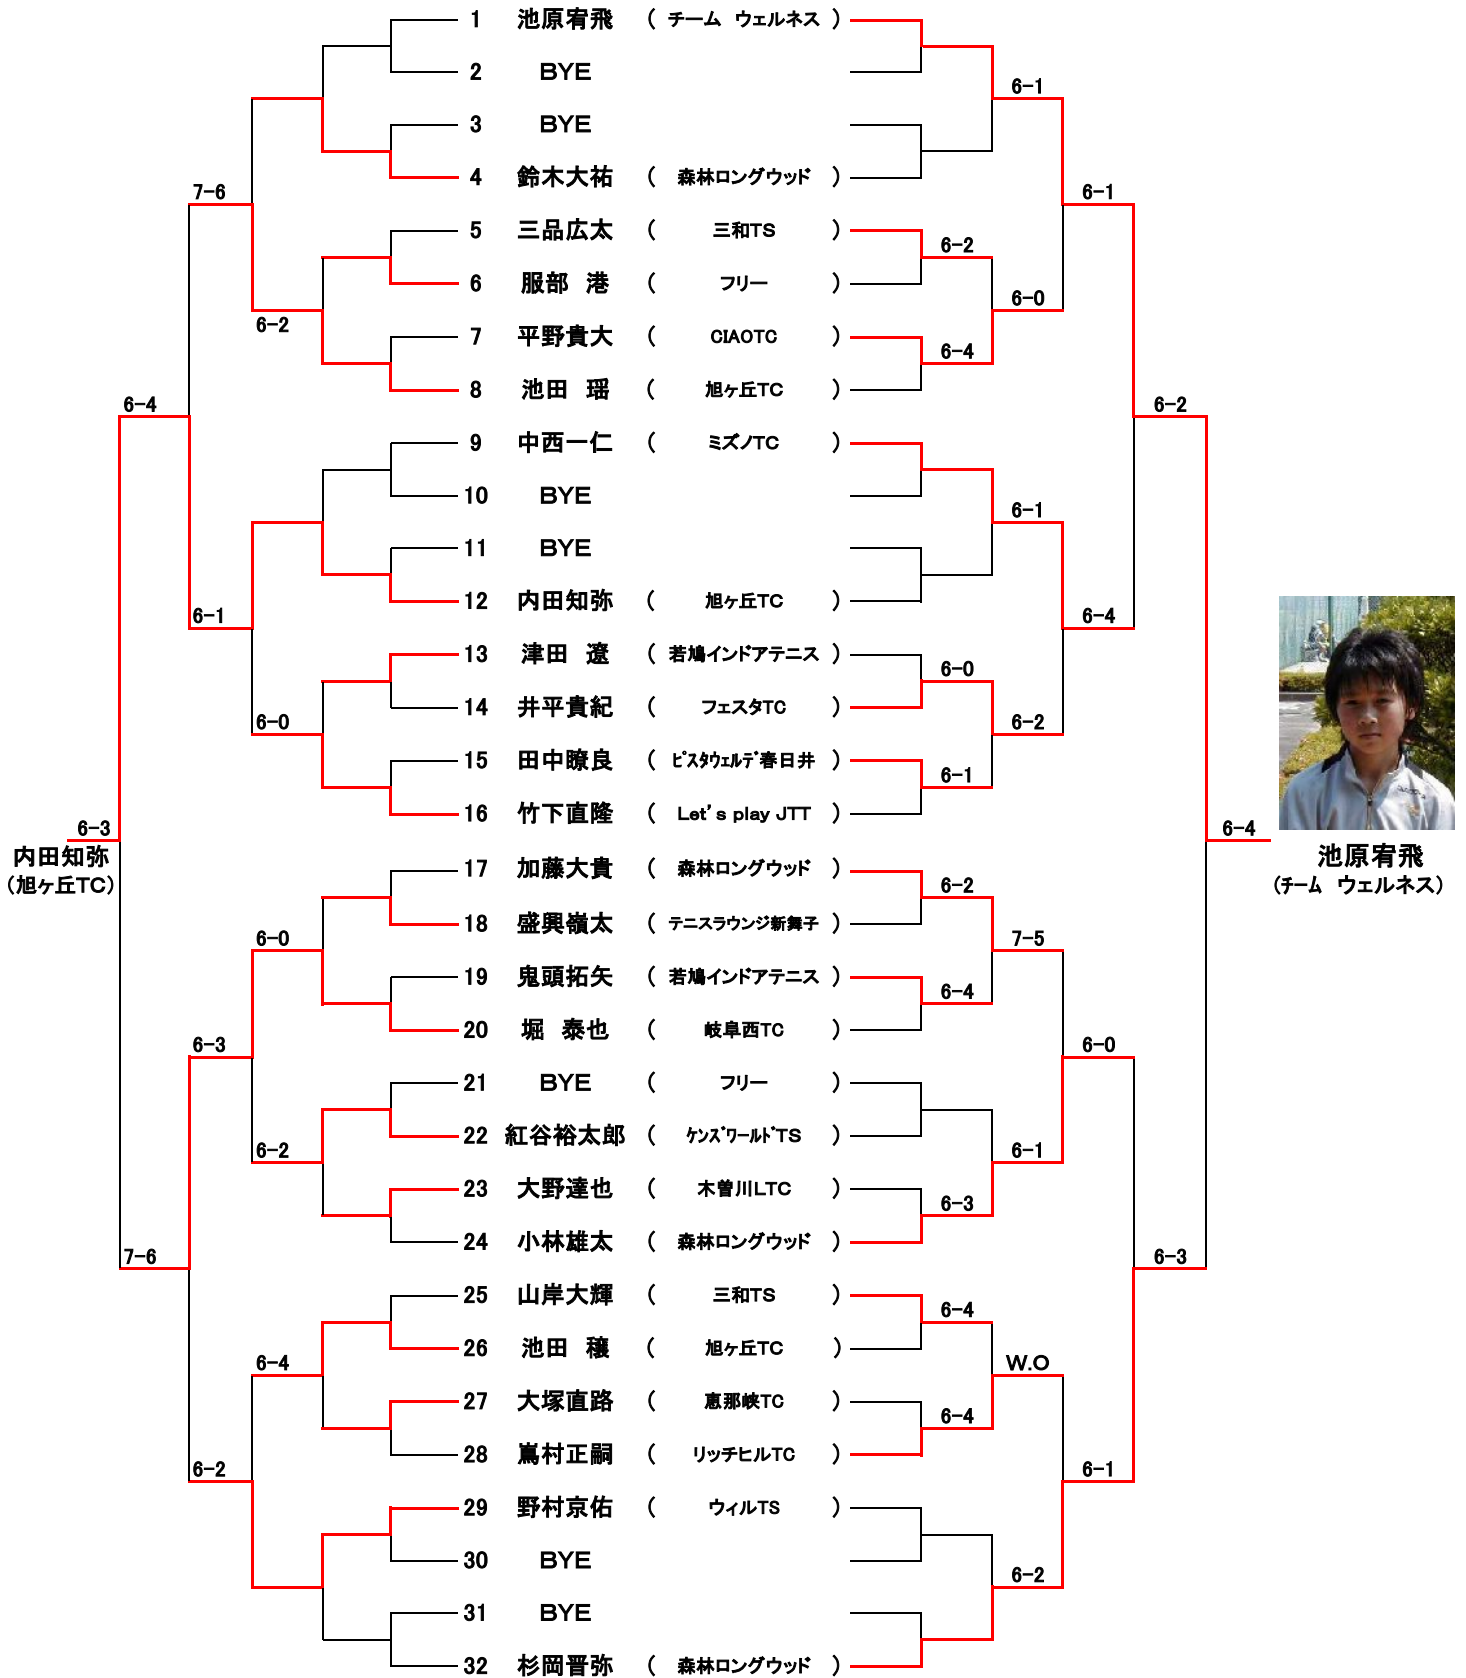 1 池原宥飛 ( チーム ウェルネス )
2 BYE
6-1
3 BYE
4 鈴木大祐 ( 森林ロングウッド )
7-6
6-1
5 三品広太 ( 三和TS )
6-2
6 服部 港 ( フリー )
6-0
6-2
7 平野貴大 ( CIAOTC )
6-4
8 池田 瑶 ( 旭ヶ丘TC )
6-4
6-2
9 中西一仁 ( ミズノTC )
10 BYE
6-1
11 BYE
12 内田知弥 ( 旭ヶ丘TC )
6-1
6-4
13 津田 遼 ( 若鳩インドアテニス )
6-0
14 井平貴紀 ( フェスタTC )
6-0
6-2
15 田中瞭良 ( ビスタウェルデ春日井 )
6-1
16 竹下直隆 ( Let's play JTT )
6-3
内田知弥
(旭ヶ丘TC)
6-4
池原宥飛
(チーム ウェルネス)
17 加藤大貴 ( 森林ロングウッド )
6-2
18 盛興嶺太 ( テニスラウンジ新舞子 )
6-0
7-5
19 鬼頭拓矢 ( 若鳩インドアテニス )
6-4
20 堀 泰也 ( 岐阜西TC )
6-3
6-0
21 BYE ( フリー )
22 紅谷裕太郎 ( ケンズワールドTS )
6-2
6-1
23 大野達也 ( 木曽川LTC )
6-3
24 小林雄太 ( 森林ロングウッド )
7-6
6-3
25 山岸大輝 ( 三和TS )
6-4
26 池田 穣 ( 旭ヶ丘TC )
6-4
W.O
27 大塚直路 ( 恵那峡TC )
6-4
28 嶌村正嗣 ( リッチヒルTC )
6-2
6-1
29 野村京佑 ( ウィルTS )
30 BYE
6-2
31 BYE
32 杉岡晋弥 ( 森林ロングウッド )